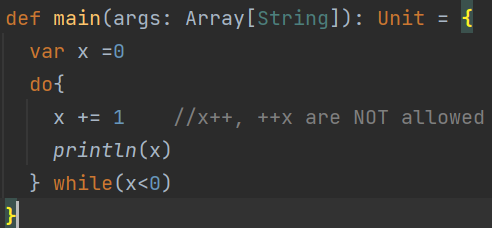 def main(args: Array[String]): Unit = {
  var x =0
  do{
    x += 1    //x++, ++x are NOT allowed
    println(x)
  } while(x<0)
}